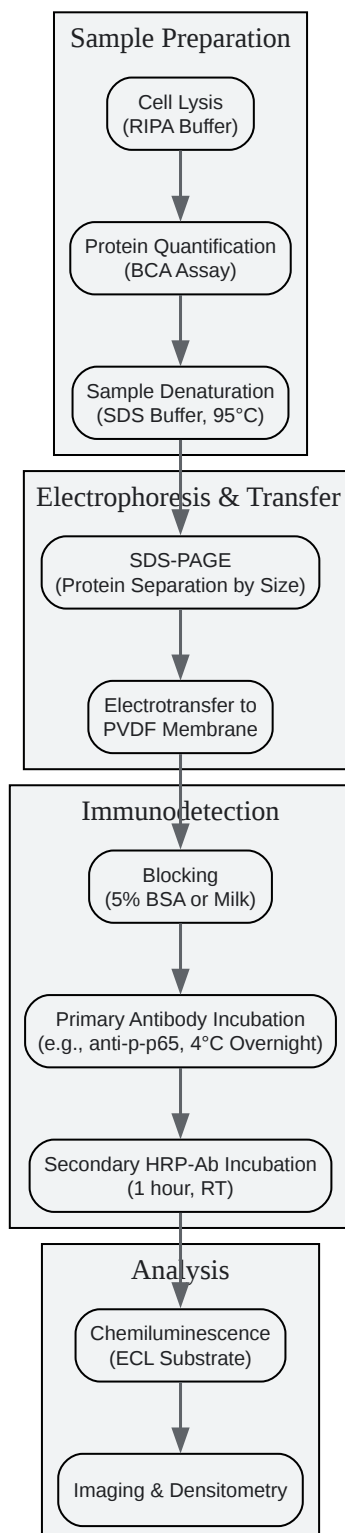 Sample Preparation
Cell Lysis
(RIPA Buffer)
Protein Quantification
(BCA Assay)
Sample Denaturation
(SDS Buffer, 95°C)
Electrophoresis & Transfer
SDS-PAGE
(Protein Separation by Size)
Electrotransfer to
PVDF Membrane
Immunodetection
Blocking
(5% BSA or Milk)
Primary Antibody Incubation
(e.g., anti-p-p65, 4°C Overnight)
Secondary HRP-Ab Incubation
(1 hour, RT)
Analysis
Chemiluminescence
(ECL Substrate)
Imaging & Densitometry